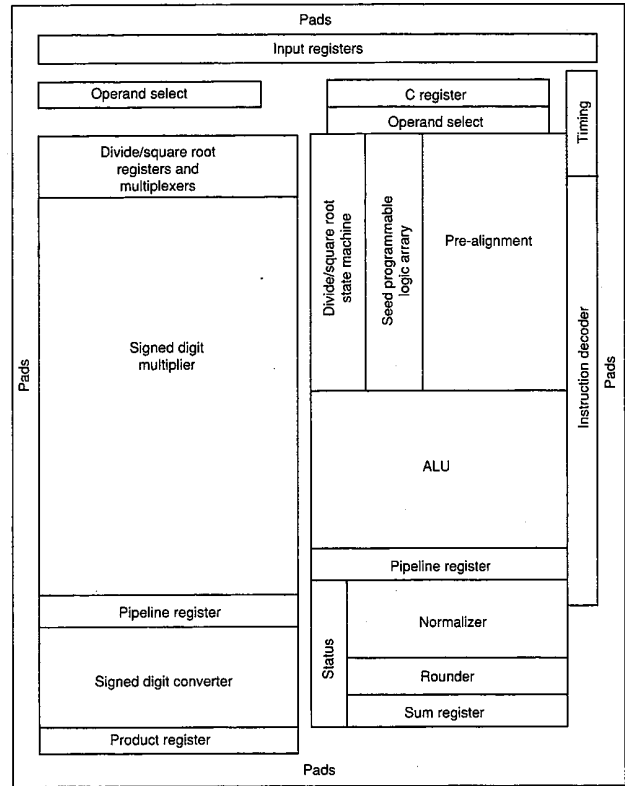 Pads
Input registers
Operand select
C register
Operand select
Timing
Divide/square root
registers and
multiplexers
Divide/square root
state machine
Seed programmable
logic arrary
Pre-alignment
Signed digit
multiplier
Pads
Instruction decoder
Pads
ALU
Pipeline register
Pipeline register
Status
Normalizer
Signed digit converter
Rounder
Sum register
Product register
Pads